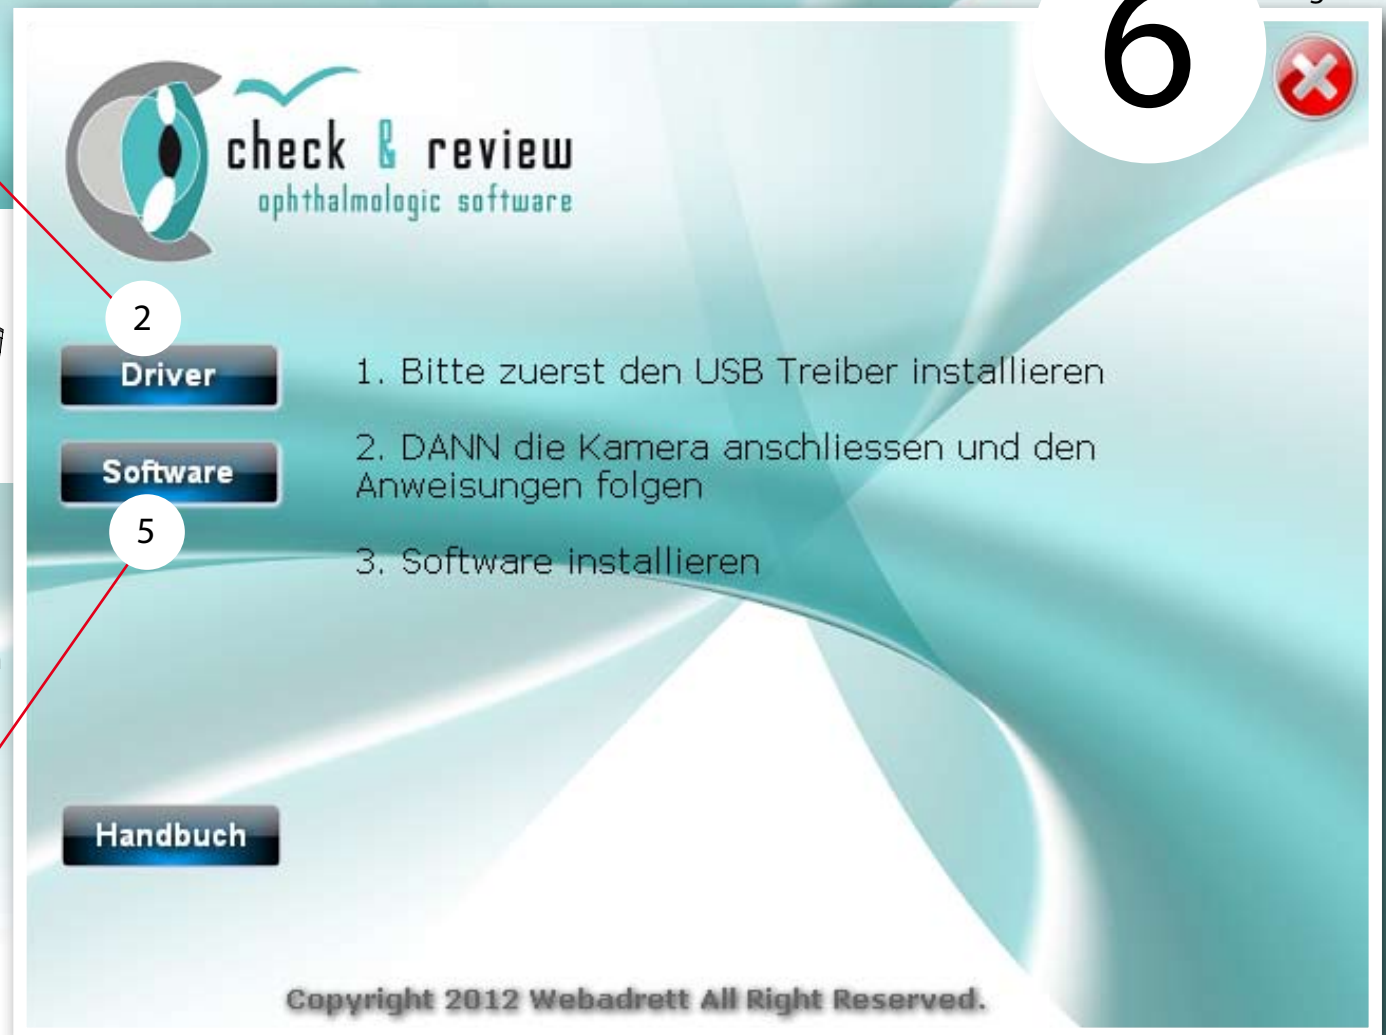 6
check & review
ophthalmologic software
2
Driver
1. Bitte zuerst den USB Treiber installieren
2. DANN die Kamera anschliessen und den
Anweisungen folgen
Software
5
3. Software installieren
Handbuch
Copyright 2012 Webadrett All Right Reserved.